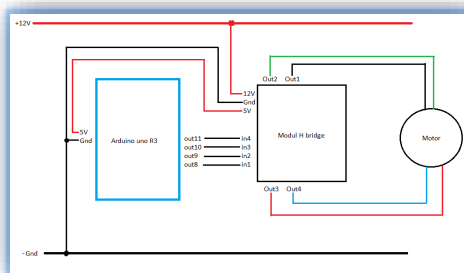 +12V
Out2 Out1
12V
Gnd
5V
5V
Gnd
Arduino uno R3
out11
out10
out9
out8
in4
in3
in2
in1
Modul H bridge
Motor
Out3 Out4
- Gnd